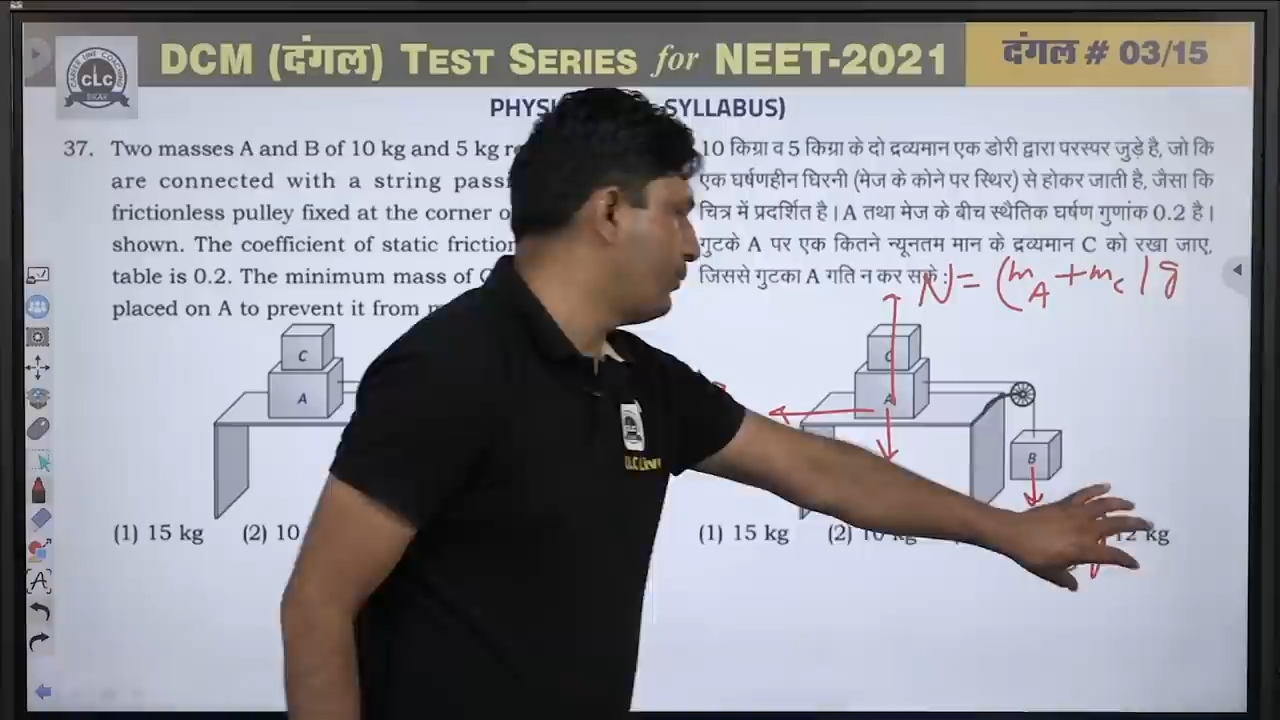 DCM (दंगल) TEST SERIES for NEET-2021
दंगल # 03/15
CLC
SIKAR
SYLLABUS)
37. Two masses A and B of 10 kg and 5 kg
are connected with a string
frictionless pulley fixed at the corner
shown. The coefficient of static
table is 0.2. The minimum mass of
placed on A to prevent it from
10 किग्रा व 5 किग्रा के दो द्रव्यमान एक डोरी द्वारा परस्पर जुड़े है, जो कि
एक घर्षणहीन घिरनी (मेज के कोने पर स्थिर) से होकर जाती है, जैसा कि
चित्र में प्रदर्शित है। A तथा मेज के बीच स्थैतिक घर्षण गुणांक 0.2 है।
गुटके A पर एक कितने न्यूनतम मान के द्रव्यमान C को रखा जाए,
जिससे गुटका A गति न कर सके :
N = (mA + mC) g
C
A
C
A
B
(1) 15 kg (2) 10
(1) 15 kg (2) 10 kg 12 kg